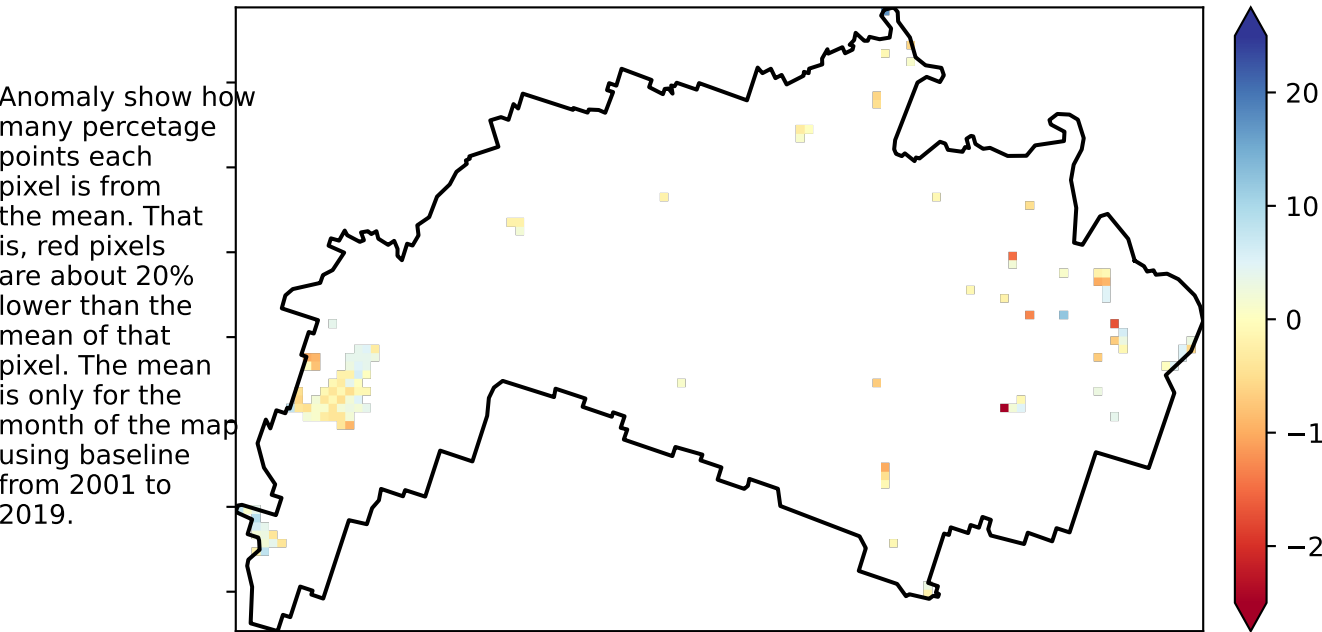 Anomaly show how
many percetage
points each
pixel is from
the mean. That
is, red pixels
are about 20%
lower than the
mean of that
pixel. The mean
is only for the
month of the map
using baseline
from 2001 to
2019.
20
10
0
−1
−2